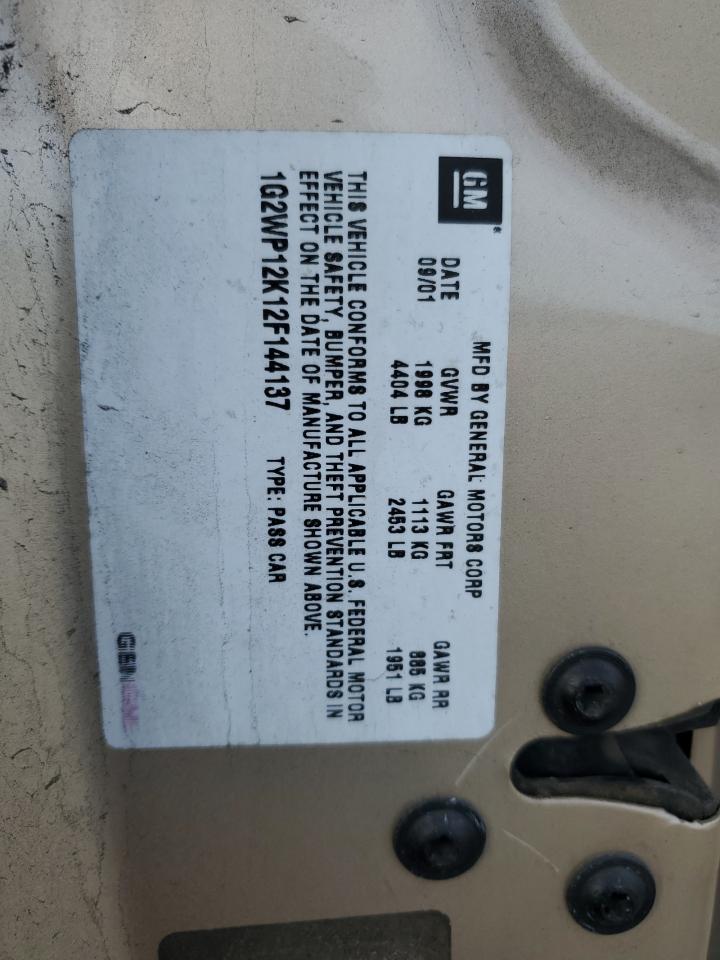 GM
MFD BY GENERAL MOTORS CORP
DATE GVWR GAWR FRT GAWR RR
09/01 1998 KG 1113 KG 885 KG
4404 LB 2453 LB 1951 LB
THIS VEHICLE CONFORMS TO ALL APPLICABLE U.S. FEDERAL MOTOR
VEHICLE SAFETY, BUMPER, AND THEFT PREVENTION STANDARDS IN
EFFECT ON THE DATE OF MANUFACTURE SHOWN ABOVE.
1G2WP12K12F144137 TYPE: PASS CAR